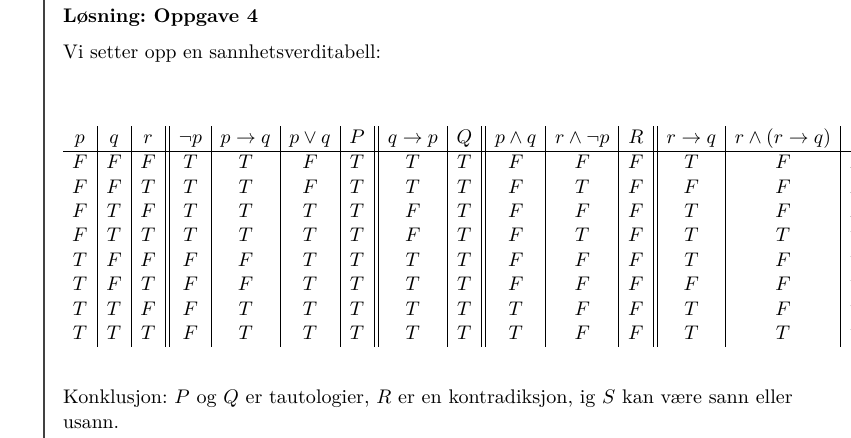 Løsning: Oppgave 4
Vi setter opp en sannhetsverditabell:
p q r ¬p p → q p ∨ q P q → p Q p ∧ q r ∧ ¬p R r → q r ∧ (r → q)
F F F T T F T T T F F F T F
F F T T T F T T T F T F F F
F T F T T T T F T F F F T F
F T T T T T T F T F T F T T
T F F F F T T T T F F F T F
T F T F F T T T T F F F F F
T T F F T T T T T T F F T F
T T T F T T T T T T F F T T
Konklusjon: P og Q er tautologier, R er en kontradiksjon, ig S kan være sann eller
usann.